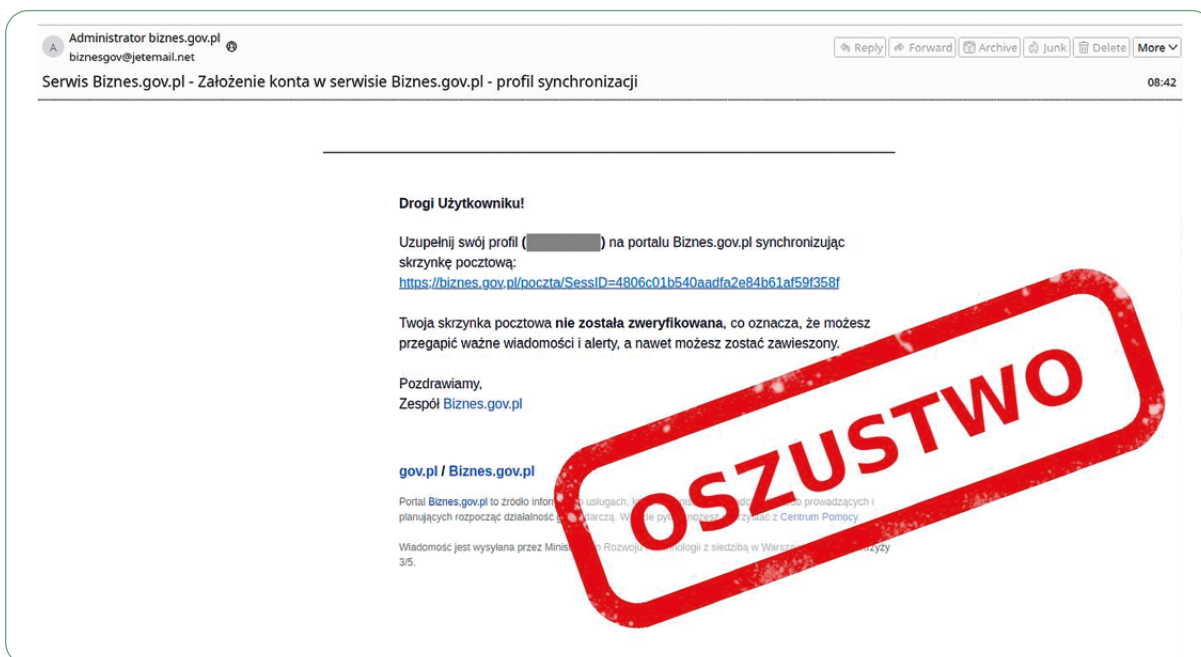 A
Administrator biznes.gov.pl
biznesgov@jetemail.net
Reply Forward Archive Junk Delete More
Serwis Biznes.gov.pl - Założenie konta w serwisie Biznes.gov.pl - profil synchronizacji
08:42
Drogi Użytkowniku!
Uzupełnij swój profil ( ) na portalu Biznes.gov.pl synchronizując
skrzynkę pocztową:
https://biznes.gov.pl/poczta/SessID=4806c01b540aadfa2e84b61af59f358f
Twoja skrzynka pocztowa nie została zweryfikowana, co oznacza, że możesz
przegapić ważne wiadomości i alerty, a nawet możesz zostać zawieszony.
Pozdrawiamy,
Zespół Biznes.gov.pl
OSZUSTWO
gov.pl / Biznes.gov.pl
Portal Biznes.gov.pl to źródło usługach, prowadzących i
planujących rozpocząć działalność możesz z Centrum Pomocy
Wiadomość jest wysyłana przez Rozwoju z siedzibą w
3/5.